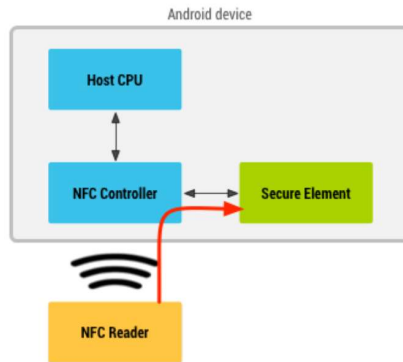 Android device
Host CPU
NFC Controller
Secure Element
NFC Reader